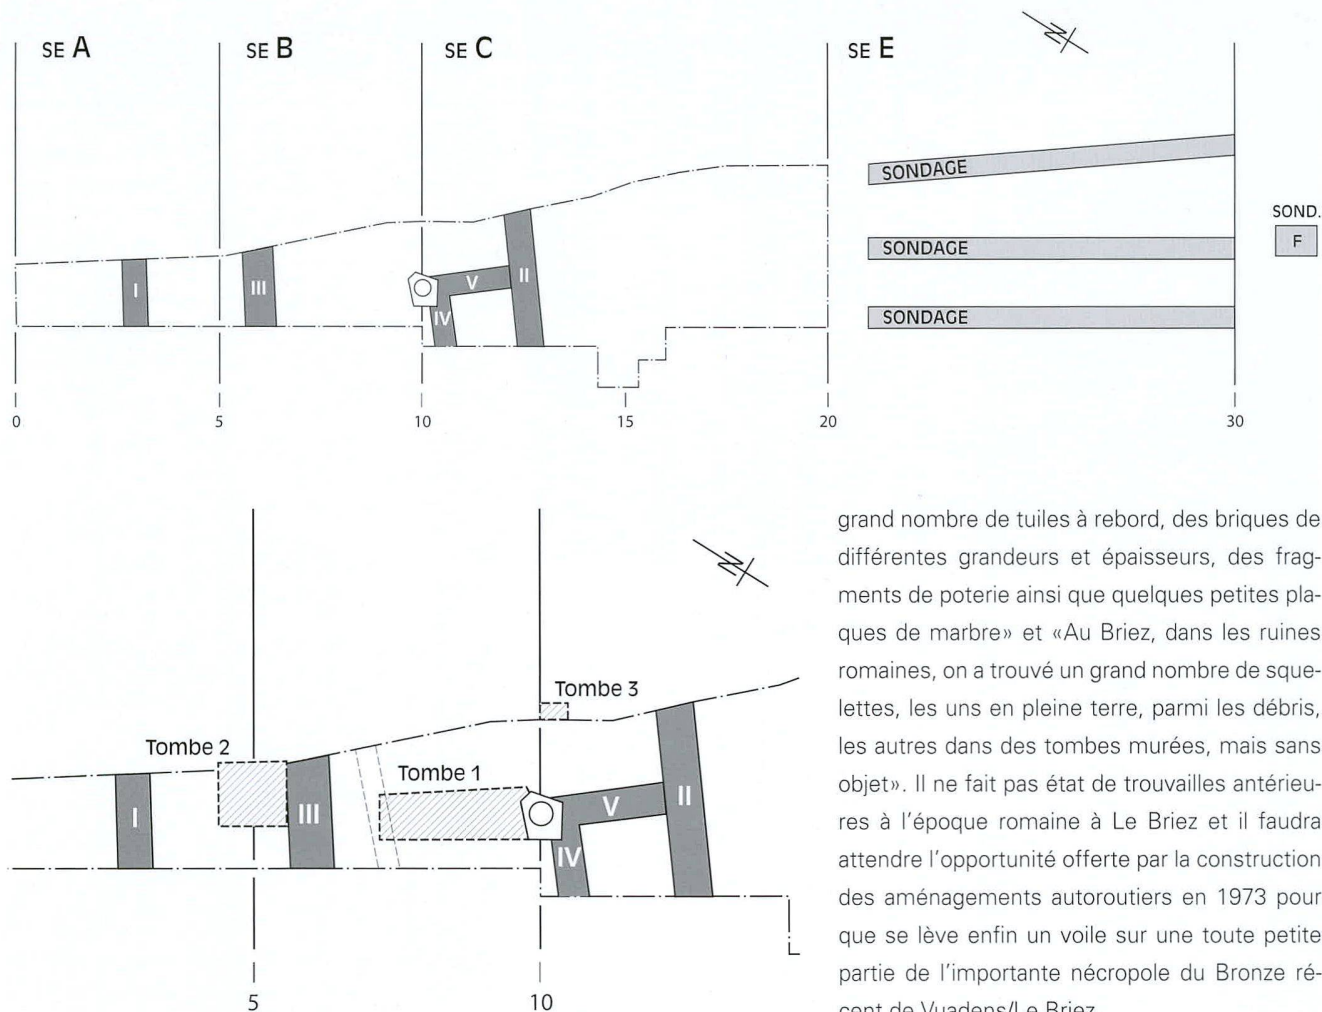 SE A
SE B
SE C
SE E
N
SONDAGE
SONDAGE
SONDAGE
SOND.
F
I
III
V
II
IV
0
5
10
15
20
30
N
Tombe 3
Tombe 2
Tombe 1
I
III
V
II
IV
5
10
grand nombre de tuiles à rebord, des briques de
différentes grandeurs et épaisseurs, des frag-
ments de poterie ainsi que quelques petites pla-
ques de marbre» et «Au Briez, dans les ruines
romaines, on a trouvé un grand nombre de sque-
lettes, les uns en pleine terre, parmi les débris,
les autres dans des tombes murées, mais sans
objet». Il ne fait pas état de trouvailles antérieu-
res à l'époque romaine à Le Briez et il faudra
attendre l'opportunité offerte par la construction
des aménagements autoroutiers en 1973 pour
que se lève enfin un voile sur une toute petite
partie de l'importante nécropole du Bronze ré-
cent de Vuadens/Le Briez